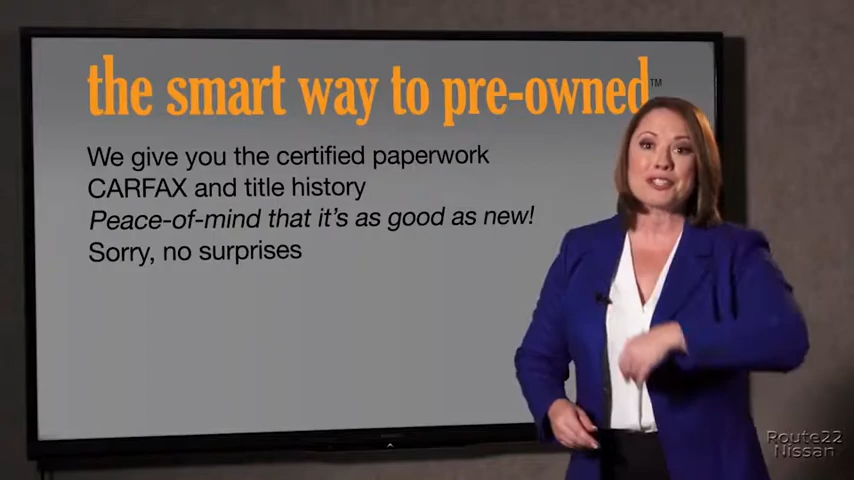 the smart way to pre-owned™
We give you the certified paperwork
CARFAX and title history
Peace-of-mind that it's as good as new!
Sorry, no surprises
Route22
Nissan